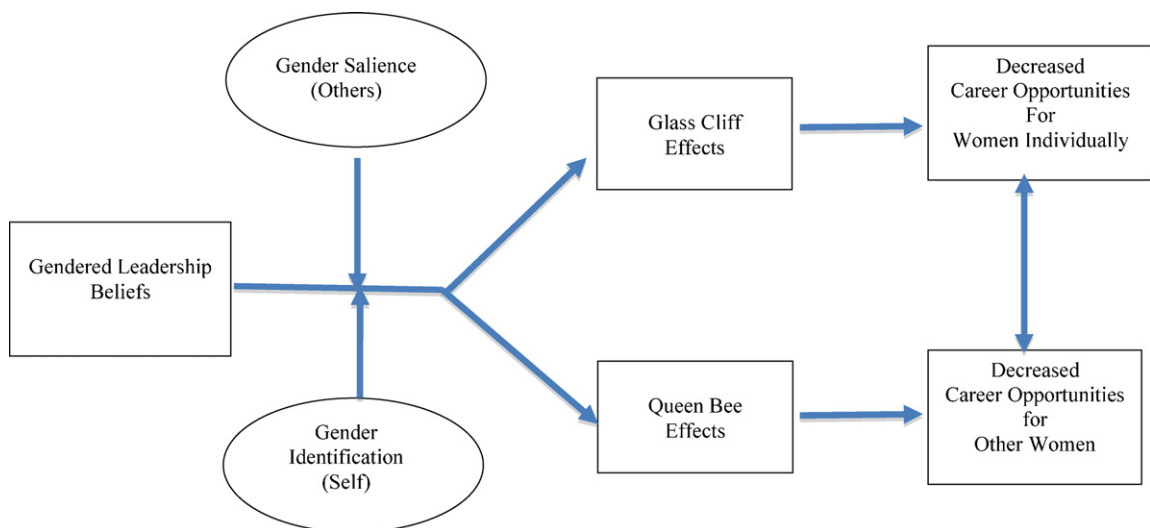 Gender Salience
(Others)
Decreased
Career Opportunities
For
Women Individually
Glass Cliff
Effects
Gendered Leadership
Beliefs
Gender
Identification
(Self)
Queen Bee
Effects
Decreased
Career Opportunities
for
Other Women